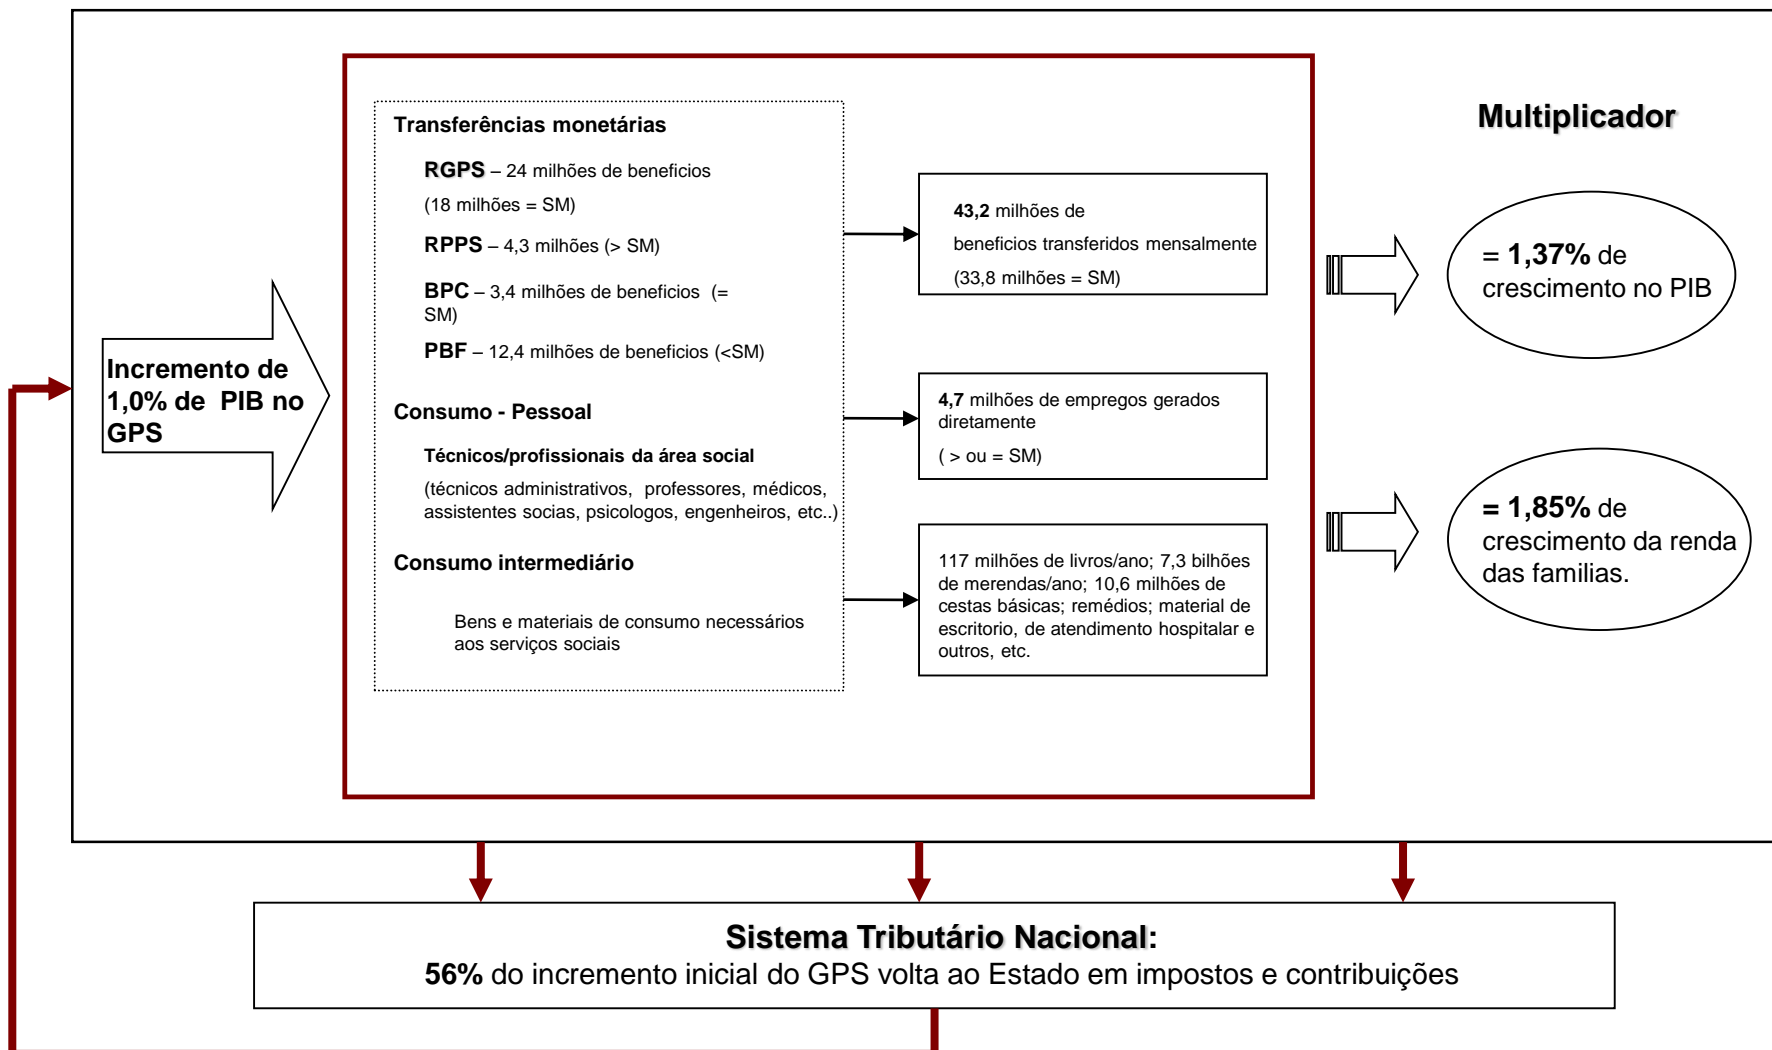 Incremento de
1,0% de PIB no
GPS
Transferências monetárias
RGPS – 24 milhões de beneficios
(18 milhões = SM)
RPPS – 4,3 milhões (> SM)
BPC – 3,4 milhões de beneficios (=
SM)
PBF – 12,4 milhões de beneficios (<SM)
Consumo - Pessoal
Técnicos/profissionais da área social
(técnicos administrativos, professores, médicos,
assistentes socias, psicologos, engenheiros, etc..)
Consumo intermediário
Bens e materiais de consumo necessários
aos serviços sociais
43,2 milhões de
beneficios transferidos mensalmente
(33,8 milhões = SM)
4,7 milhões de empregos gerados
diretamente
( > ou = SM)
117 milhões de livros/ano; 7,3 bilhões
de merendas/ano; 10,6 milhões de
cestas básicas; remédios; material de
escritorio, de atendimento hospitalar e
outros, etc.
Multiplicador
= 1,37% de
crescimento no PIB
= 1,85% de
crescimento da renda
das familias.
Sistema Tributário Nacional:
56% do incremento inicial do GPS volta ao Estado em impostos e contribuições